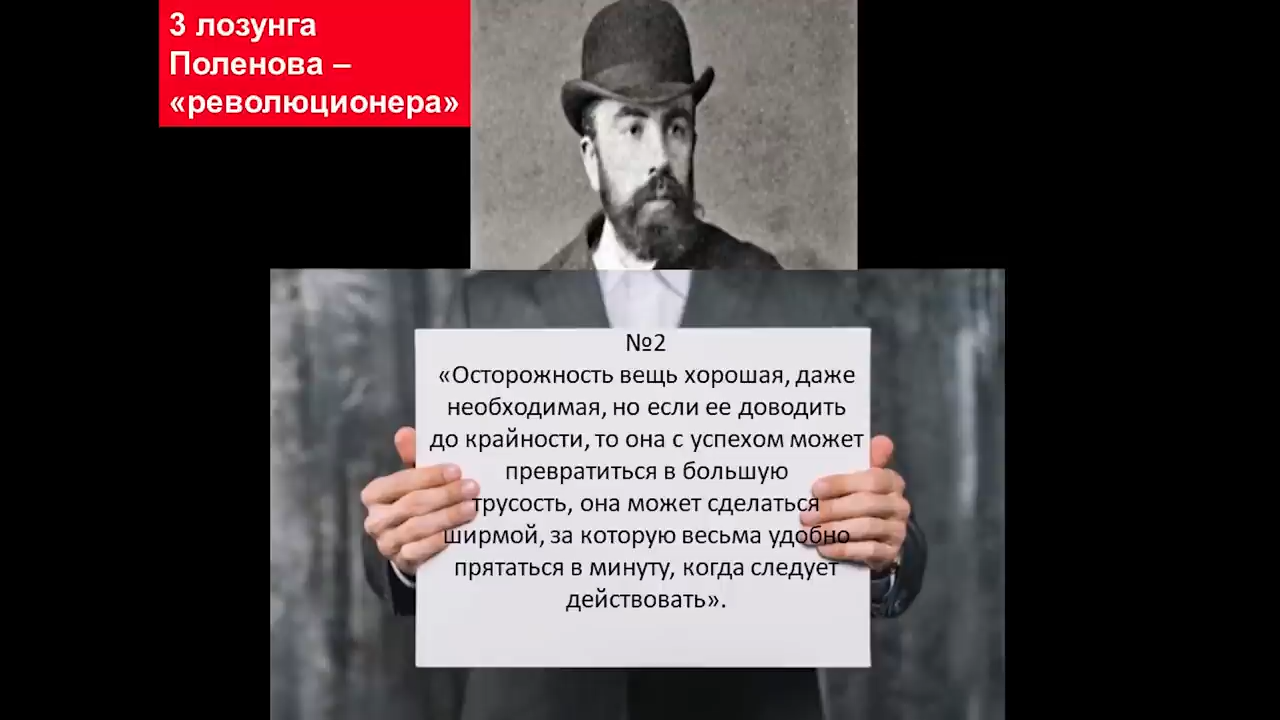 3 лозунга
Поленова –
«революционера»
№2
«Осторожность вещь хорошая, даже
необходимая, но если ее доводить
до крайности, то она с успехом может
превратиться в большую
трусость, она может сделаться
ширмой, за которую весьма удобно
прятаться в минуту, когда следует
действовать».